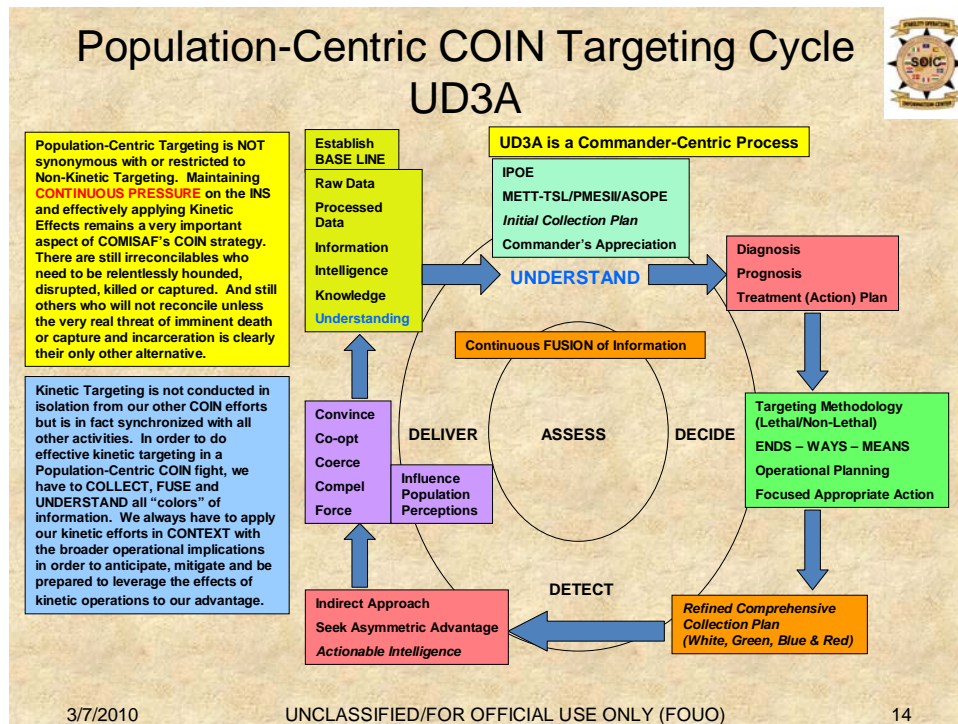 Population-Centric COIN Targeting Cycle
UD3A
STABILITY OPERATIONS
SOIC
INFORMATION CENTER
Population-Centric Targeting is NOT
synonymous with or restricted to
Non-Kinetic Targeting. Maintaining
CONTINUOUS PRESSURE on the INS
and effectively applying Kinetic
Effects remains a very important
aspect of COMISAF’s COIN strategy.
There are still irreconcilables who
need to be relentlessly hounded,
disrupted, killed or captured. And still
others who will not reconcile unless
the very real threat of imminent death
or capture and incarceration is clearly
their only other alternative.
Kinetic Targeting is not conducted in
isolation from our other COIN efforts
but is in fact synchronized with all
other activities. In order to do
effective kinetic targeting in a
Population-Centric COIN fight, we
have to COLLECT, FUSE and
UNDERSTAND all “colors” of
information. We always have to apply
our kinetic efforts in CONTEXT with
the broader operational implications
in order to anticipate, mitigate and be
prepared to leverage the effects of
kinetic operations to our advantage.
Establish
BASE LINE
Raw Data
Processed
Data
Information
Intelligence
Knowledge
Understanding
UD3A is a Commander-Centric Process
IPOE
METT-TSL/PMESII/ASOPE
Initial Collection Plan
Commander’s Appreciation
UNDERSTAND
Diagnosis
Prognosis
Treatment (Action) Plan
Continuous FUSION of Information
Convince
Co-opt
Coerce
Compel
Force
DELIVER
ASSESS
DECIDE
Influence
Population
Perceptions
Targeting Methodology
(Lethal/Non-Lethal)
ENDS – WAYS – MEANS
Operational Planning
Focused Appropriate Action
DETECT
Indirect Approach
Seek Asymmetric Advantage
Actionable Intelligence
Refined Comprehensive
Collection Plan
(White, Green, Blue & Red)
3/7/2010
UNCLASSIFIED/FOR OFFICIAL USE ONLY (FOUO)
14